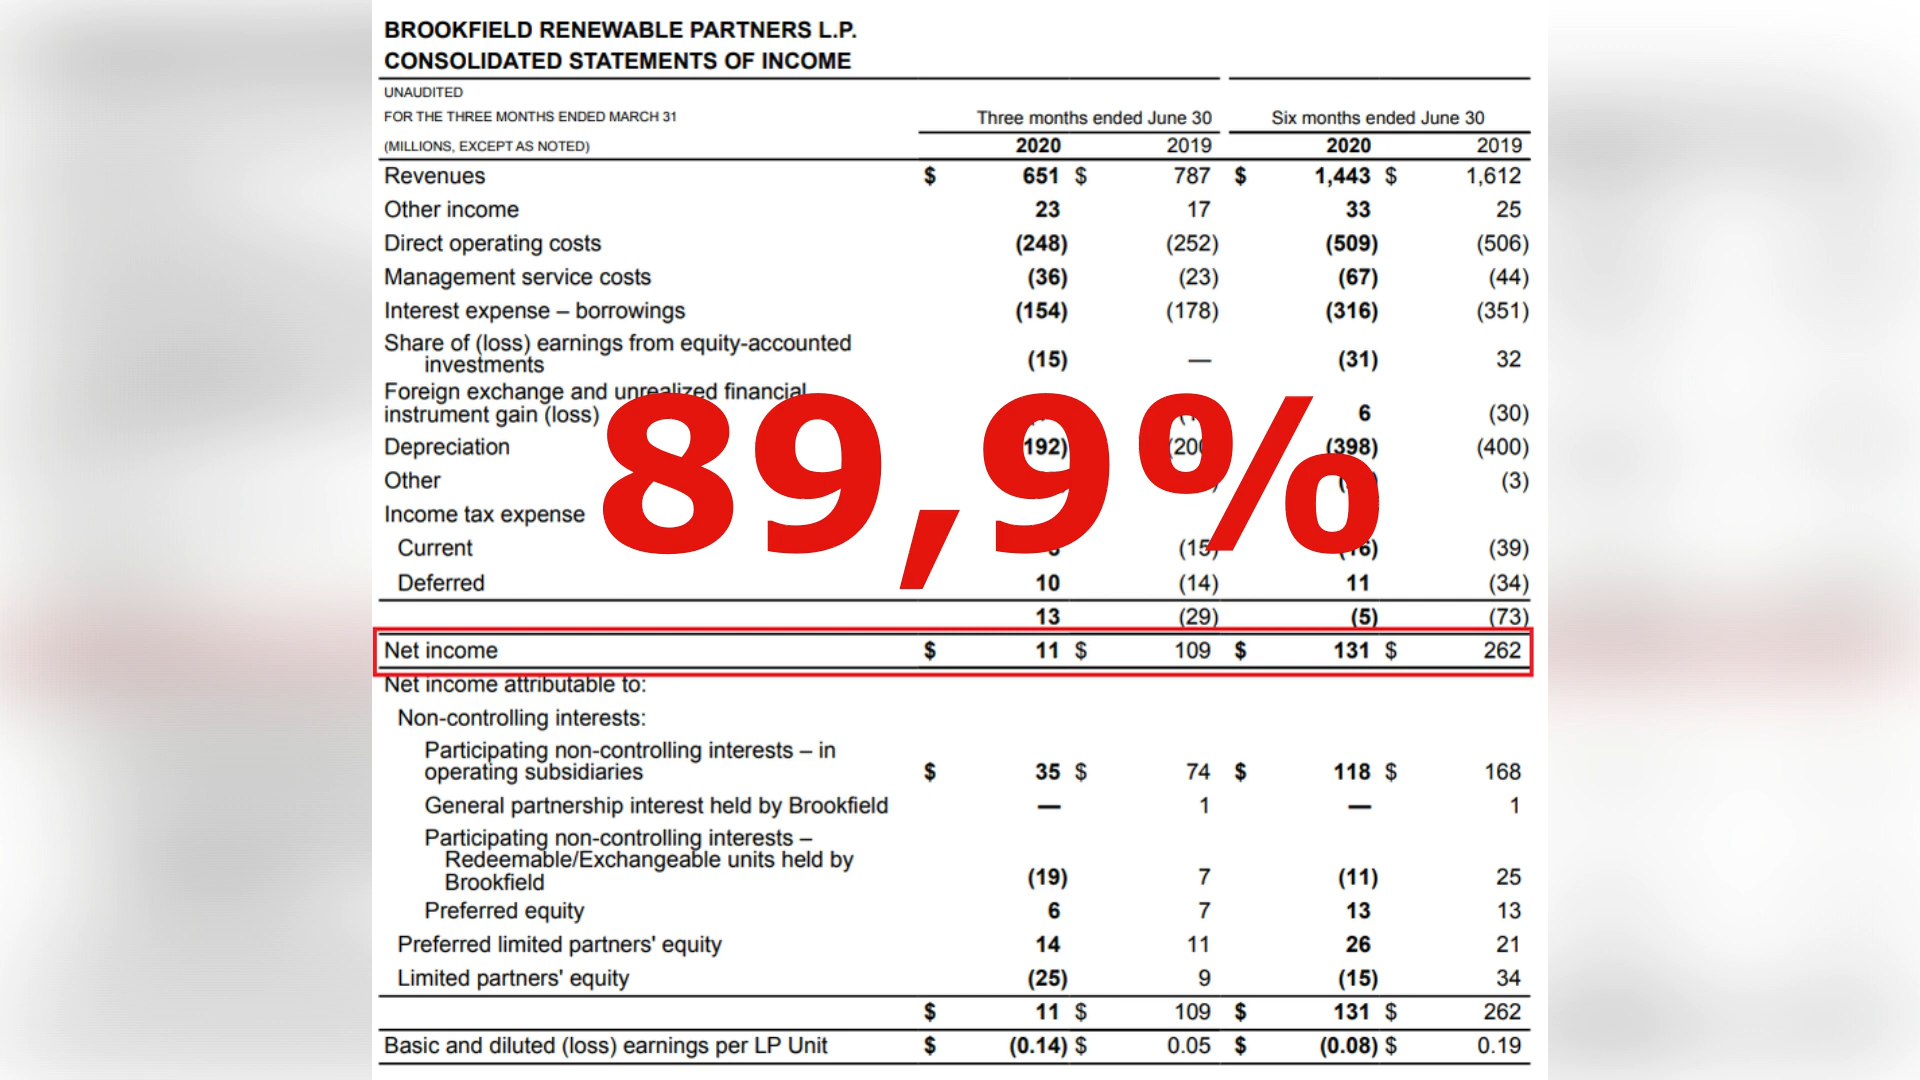 BROOKFIELD RENEWABLE PARTNERS L.P.
CONSOLIDATED STATEMENTS OF INCOME
UNAUDITED
FOR THE THREE MONTHS ENDED MARCH 31 Three months ended June 30 Six months ended June 30
(MILLIONS, EXCEPT AS NOTED) 2020 2019 2020 2019
Revenues $ 651 $ 787 $ 1,443 $ 1,612
Other income 23 17 33 25
Direct operating costs (248) (252) (509) (506)
Management service costs (36) (23) (67) (44)
Interest expense – borrowings (154) (178) (316) (351)
Share of (loss) earnings from equity-accounted
investments (15) — (31) 32
Foreign exchange and unrealized financial
instrument gain (loss) 6 (30)
Depreciation 192) (398) (400)
89,9%
Other (3)
Income tax expense
Current (15) (39)
Deferred 10 (14) 11 (34)
13 (29) (5) (73)
Net income $ 11 $ 109 $ 131 $ 262
Net income attributable to:
Non-controlling interests:
Participating non-controlling interests – in
operating subsidiaries $ 35 $ 74 $ 118 $ 168
General partnership interest held by Brookfield — 1 — 1
Participating non-controlling interests –
Redeemable/Exchangeable units held by
Brookfield (19) 7 (11) 25
Preferred equity 6 7 13 13
Preferred limited partners' equity 14 11 26 21
Limited partners' equity (25) 9 (15) 34
$ 11 $ 109 $ 131 $ 262
Basic and diluted (loss) earnings per LP Unit $ (0.14) $ 0.05 $ (0.08) $ 0.19